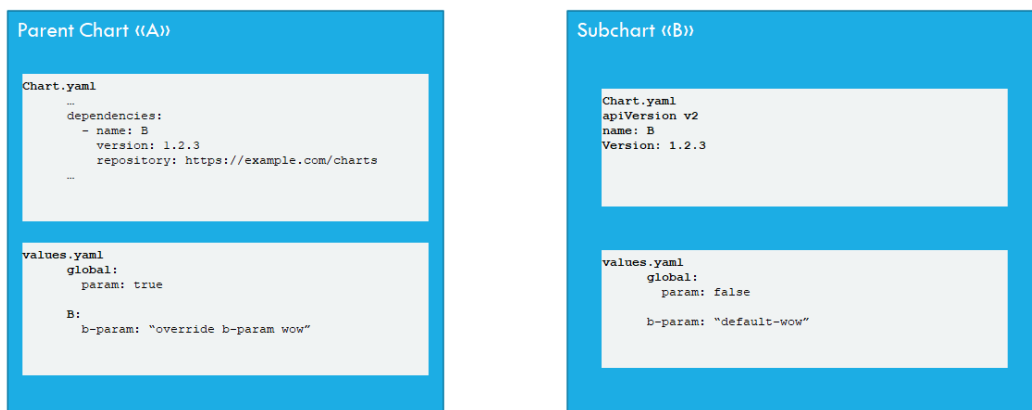 Parent Chart «A»
Chart.yaml
…
dependencies:
- name: B
version: 1.2.3
repository: https://example.com/charts
…
values.yaml
global:
param: true
B:
b-param: “override b-param wow”
Subchart «B»
Chart.yaml
apiVersion v2
name: B
Version: 1.2.3
values.yaml
global:
param: false
b-param: “default-wow”